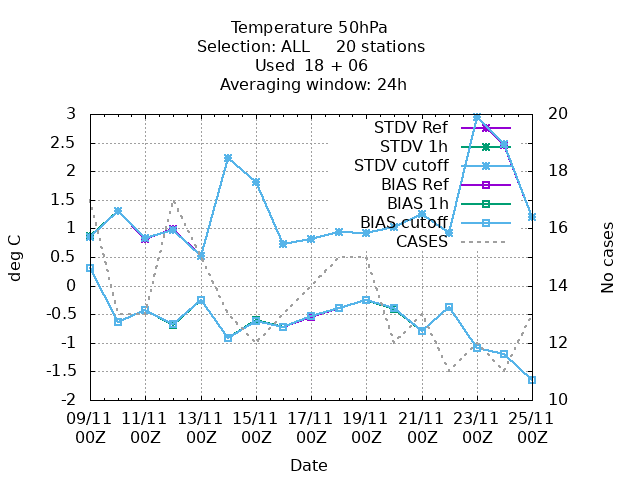 Temperature 50hPa
Selection: ALL     20 stations
Used  18 + 06
Averaging window: 24h
3
2.5
2
1.5
1
0.5
0
-0.5
-1
-1.5
-2
deg C
20
18
16
14
12
10
No cases
STDV Ref
STDV 1h
STDV cutoff
BIAS Ref
BIAS 1h
BIAS cutoff
CASES
09/11 11/11 13/11 15/11 17/11 19/11 21/11 23/11 25/11
00Z 00Z 00Z 00Z 00Z 00Z 00Z 00Z 00Z
Date